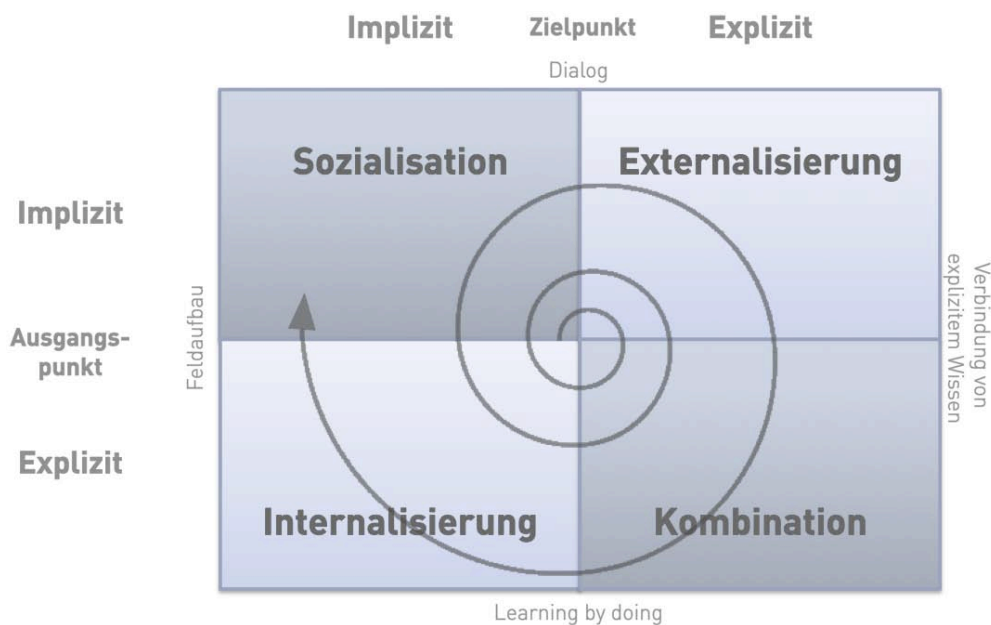 Implizit Zielpunkt Explizit
Dialog
Sozialisation Externalisierung
Implizit
Feldaufbau
Verbindung von
explizitem Wissen
Ausgangs-
punkt
Explizit
Internalisierung Kombination
Learning by doing